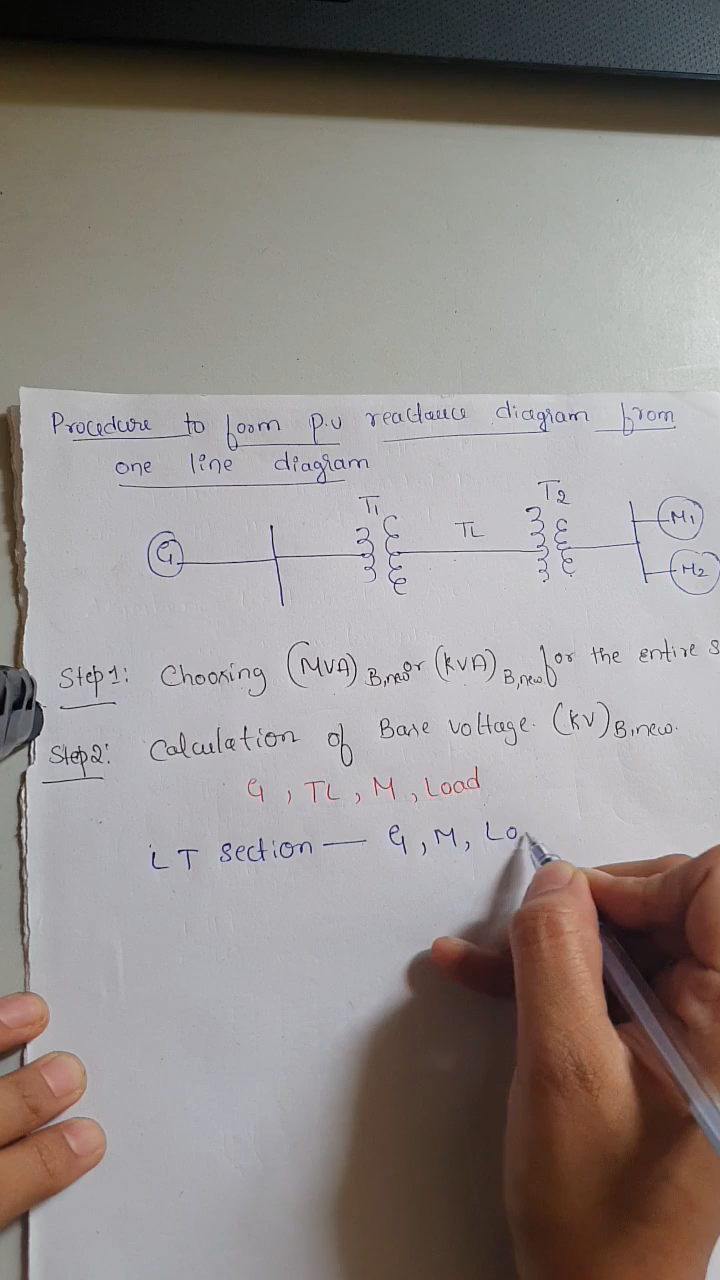 Procedure to form p.u reactance diagram from
one line diagram
T1 T2
G TL M1
M2
Step 1: Choosing (MVA) B,new or (KVA) B,new for the entire s
Step 2: Calculation of Base voltage. (KV) B,new.
G, TL, M, Load
LT section — G, M, Lo